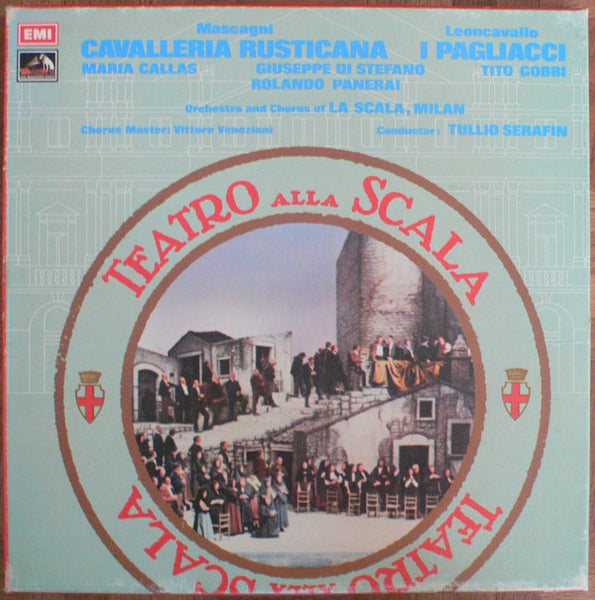 EMI
Mascagni
CAVALLERIA RUSTICANA
Leoncavallo
I PAGLIACCI
MARIA CALLAS GIUSEPPE DI STEFANO TITO GOBBI
ROLANDO PANERAI
Orchestra and Chorus of LA SCALA, MILAN
Chorus Master: Vittore Veneziani Conductor: TULLIO SERAFIN
TEATRO ALLA SCALA
TEATRO ALLA SCALA